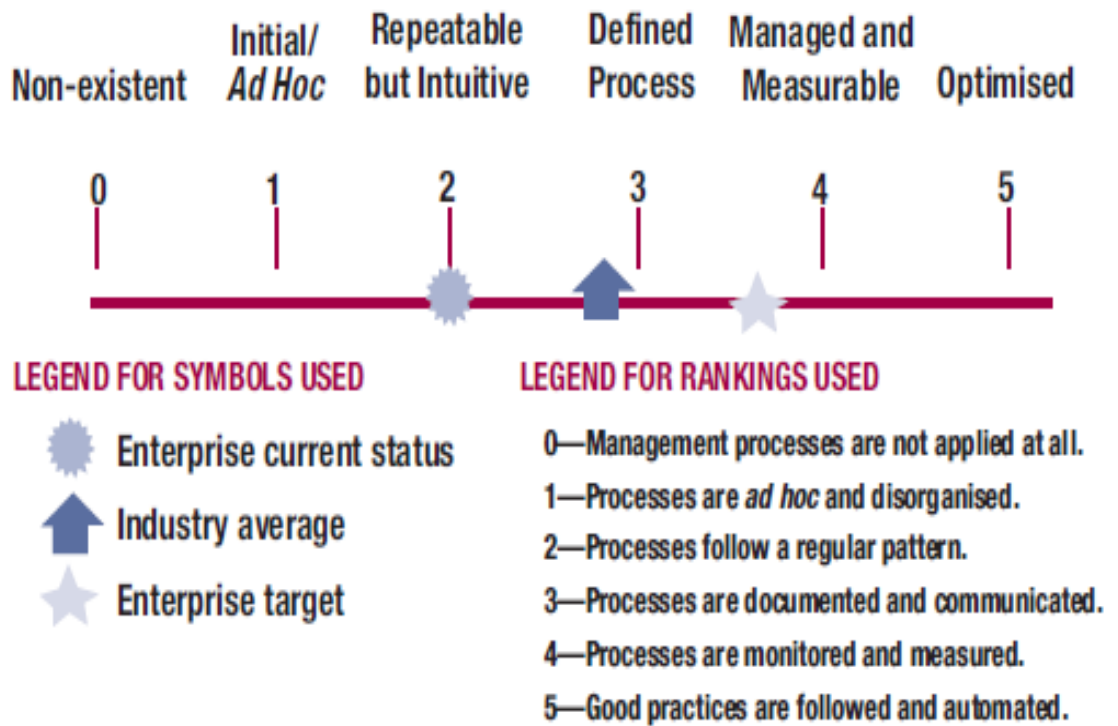 Non-existent
Initial/
Ad Hoc
Repeatable
but Intuitive
Defined
Process
Managed and
Measurable
Optimised
0 1 2 3 4 5
LEGEND FOR SYMBOLS USED
Enterprise current status
Industry average
Enterprise target
LEGEND FOR RANKINGS USED
0—Management processes are not applied at all.
1—Processes are ad hoc and disorganised.
2—Processes follow a regular pattern.
3—Processes are documented and communicated.
4—Processes are monitored and measured.
5—Good practices are followed and automated.